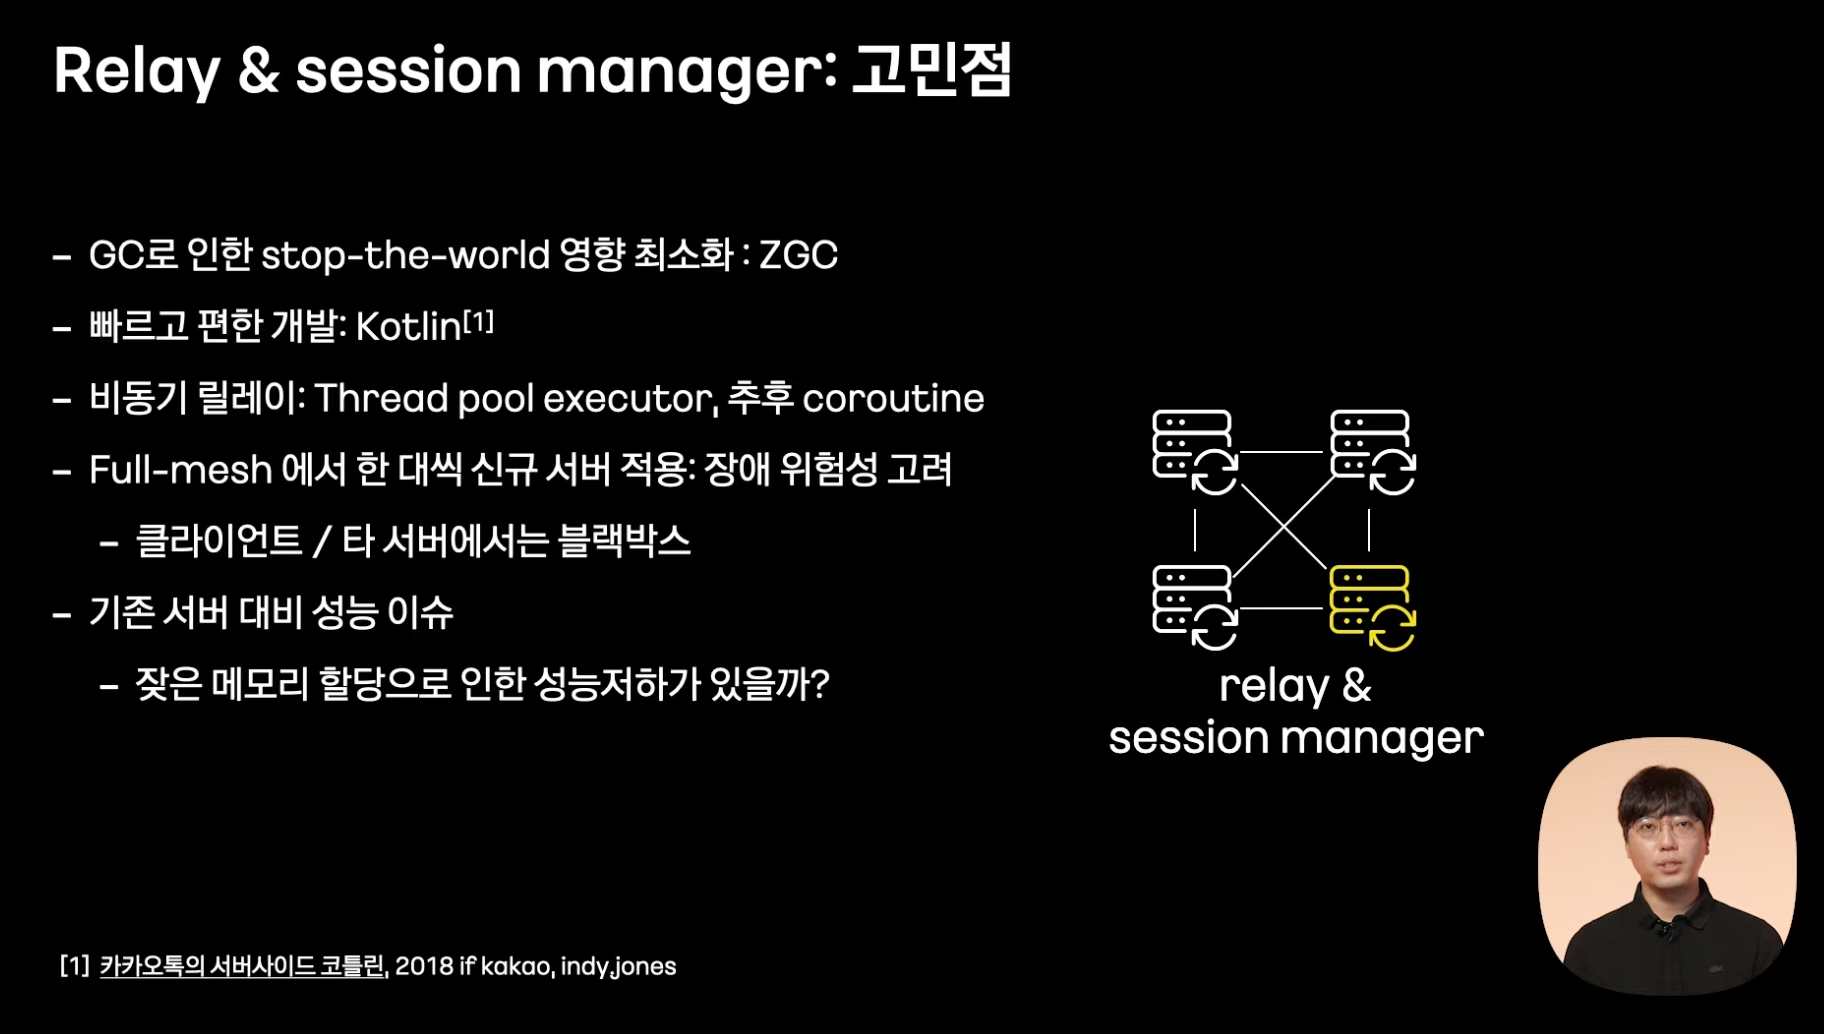 Relay & session manager: 고민점
– GC로 인한 stop-the-world 영향 최소화 : ZGC
– 빠르고 편한 개발: Kotlin[1]
– 비동기 릴레이: Thread pool executor, 추후 coroutine
– Full-mesh 에서 한 대씩 신규 서버 적용: 장애 위험성 고려
– 클라이언트 / 타 서버에서는 블랙박스
– 기존 서버 대비 성능 이슈
– 잦은 메모리 할당으로 인한 성능저하가 있을까?
relay &
session manager
[1] 카카오톡의 서버사이드 코틀린, 2018 if kakao, indy.jones